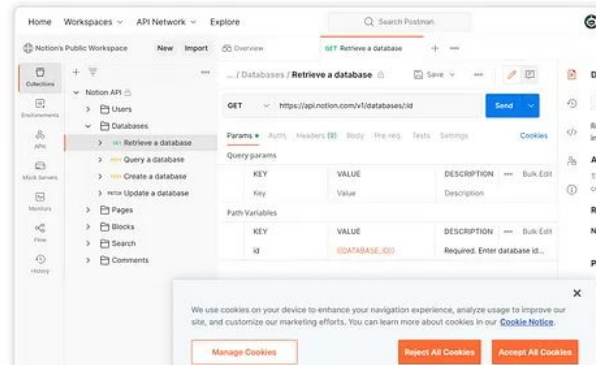 Home Workspaces API Network Explore Search Postman
Notion's Public Workspace New Import Overview GET Retrieve a database
... / Databases / Retrieve a database Save
GET https://api.notion.com/v1/databases/:id Send
Params Auth Headers (9) Body Pre-req. Tests Settings Cookies
Query params
KEY VALUE DESCRIPTION Bulk Edit
Key Value Description
Path Variables
KEY VALUE DESCRIPTION Bulk Edit
id {{DATABASE_ID}} Required. Enter database id...
Collections
Environments
APIs
Mock Servers
Monitors
Flow
History
Notion API
Users
Databases
GET Retrieve a database
POST Query a database
POST Create a database
PATCH Update a database
Pages
Blocks
Search
Comments
We use cookies on your device to enhance your navigation experience, analyze usage to improve our
site, and customize our marketing efforts. You can learn more about cookies in our Cookie Notice.
Manage Cookies Reject All Cookies Accept All Cookies